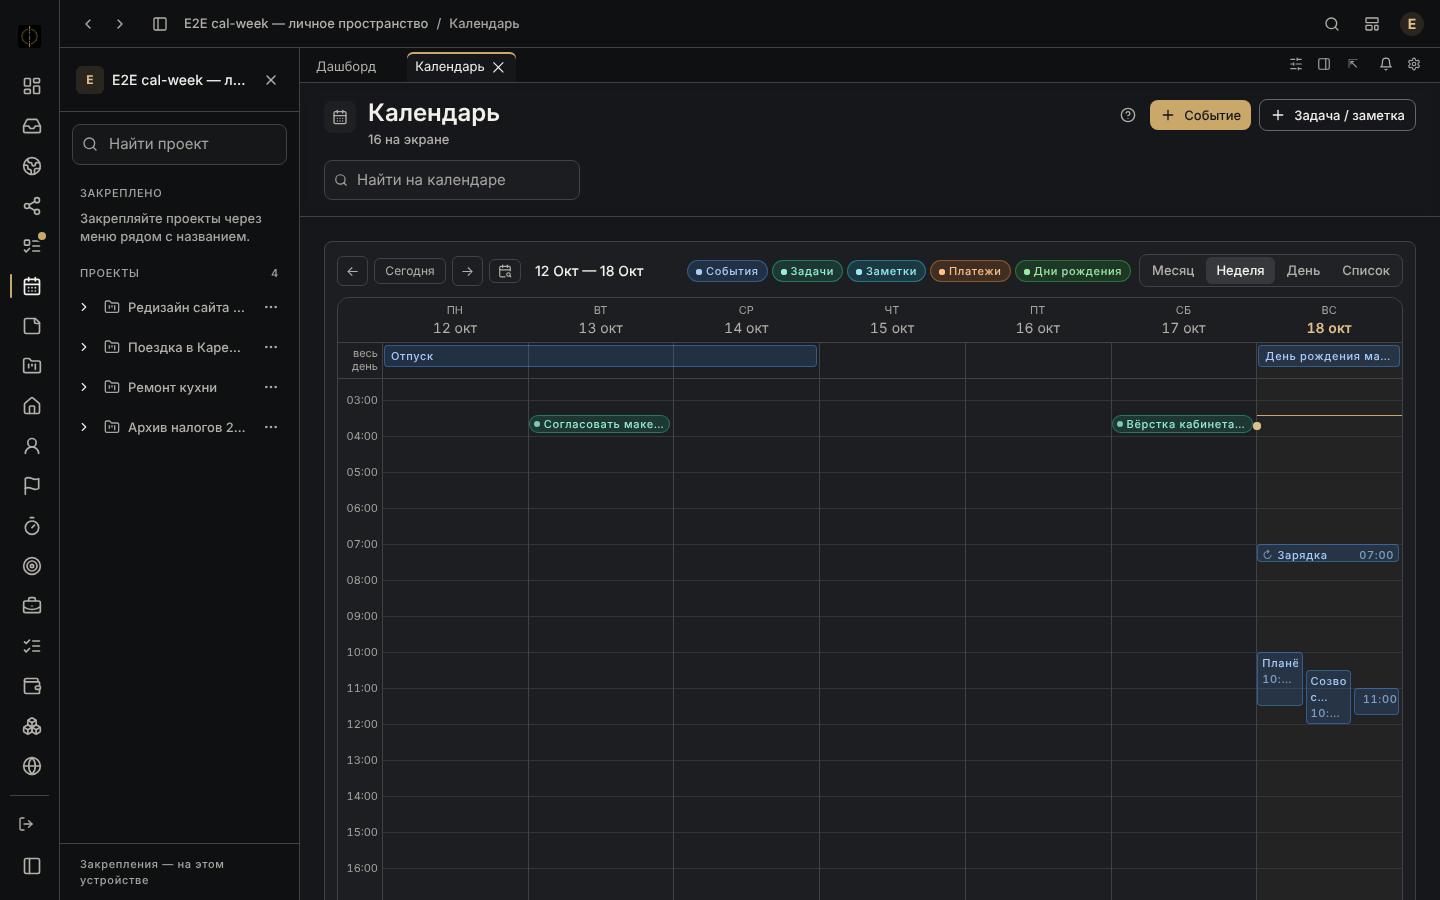 E2E cal-week — личное пространство / Календарь
E
E
E2E cal-week — л...
Найти проект
ЗАКРЕПЛЕНО
Закрепляйте проекты через
меню рядом с названием.
ПРОЕКТЫ 4
Редизайн сайта ...
Поездка в Каре...
Ремонт кухни
Архив налогов 2...
Закрепления — на этом
устройстве
Дашборд
Календарь
Календарь
16 на экране
Событие
Задача / заметка
Найти на календаре
Сегодня
12 Окт — 18 Окт
События
Задачи
Заметки
Платежи
Дни рождения
Месяц
Неделя
День
Список
ПН
12 окт
ВТ
13 окт
СР
14 окт
ЧТ
15 окт
ПТ
16 окт
СБ
17 окт
ВС
18 окт
весь
день
Отпуск
День рождения ма...
03:00
Согласовать маке...
Вёрстка кабинета...
04:00
05:00
06:00
07:00
Зарядка 07:00
08:00
09:00
10:00
Планё
10:...
Созво
с...
10:...
11:00
11:00
12:00
13:00
14:00
15:00
16:00